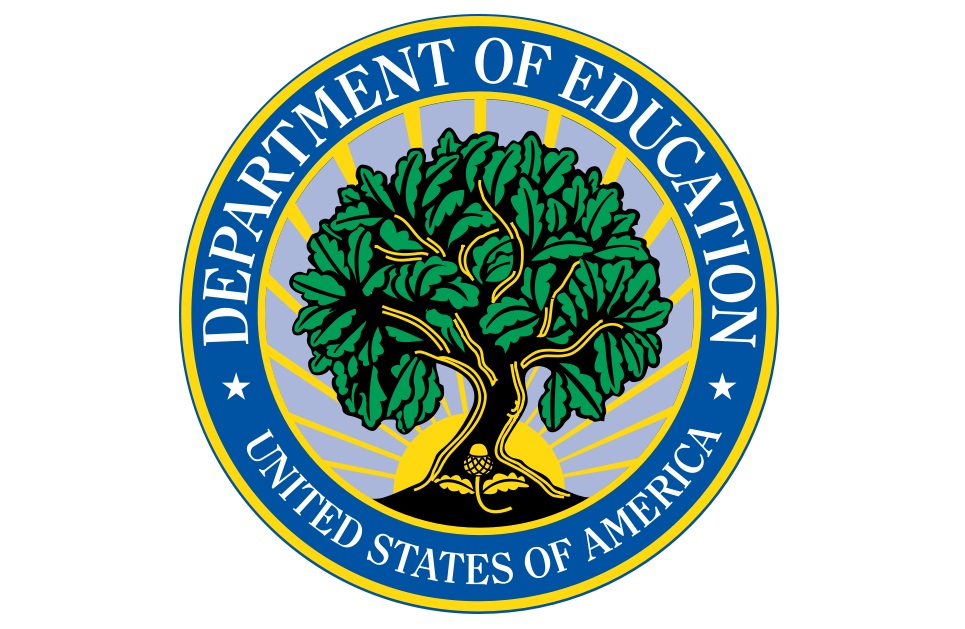 DEPARTMENT OF EDUCATION
UNITED STATES OF AMERICA